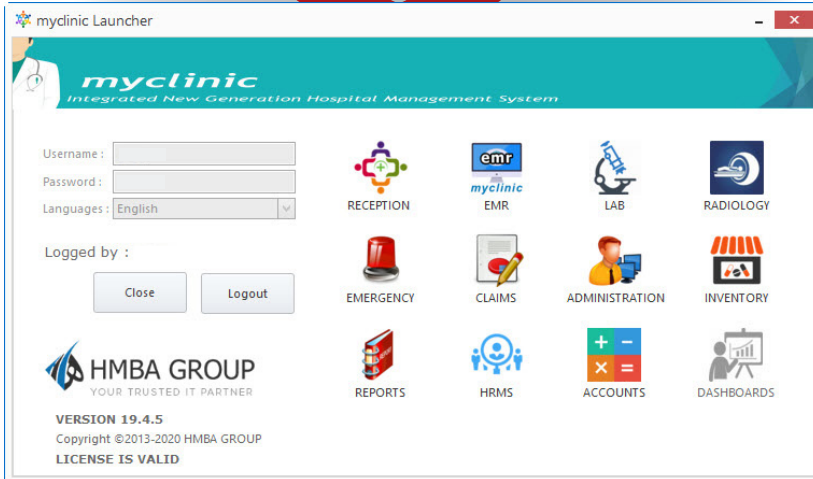 myclinic Launcher
myclinic
Integrated New Generation Hospital Management System
Username :
Password :
Languages : English
Logged by :
Close
Logout
RECEPTION
emr
myclinic
EMR
LAB
RADIOLOGY
EMERGENCY
CLAIMS
ADMINISTRATION
INVENTORY
REPORT
REPORTS
HRMS
ACCOUNTS
DASHBOARDS
HMBA GROUP
YOUR TRUSTED IT PARTNER
VERSION 19.4.5
Copyright ©2013-2020 HMBA GROUP
LICENSE IS VALID